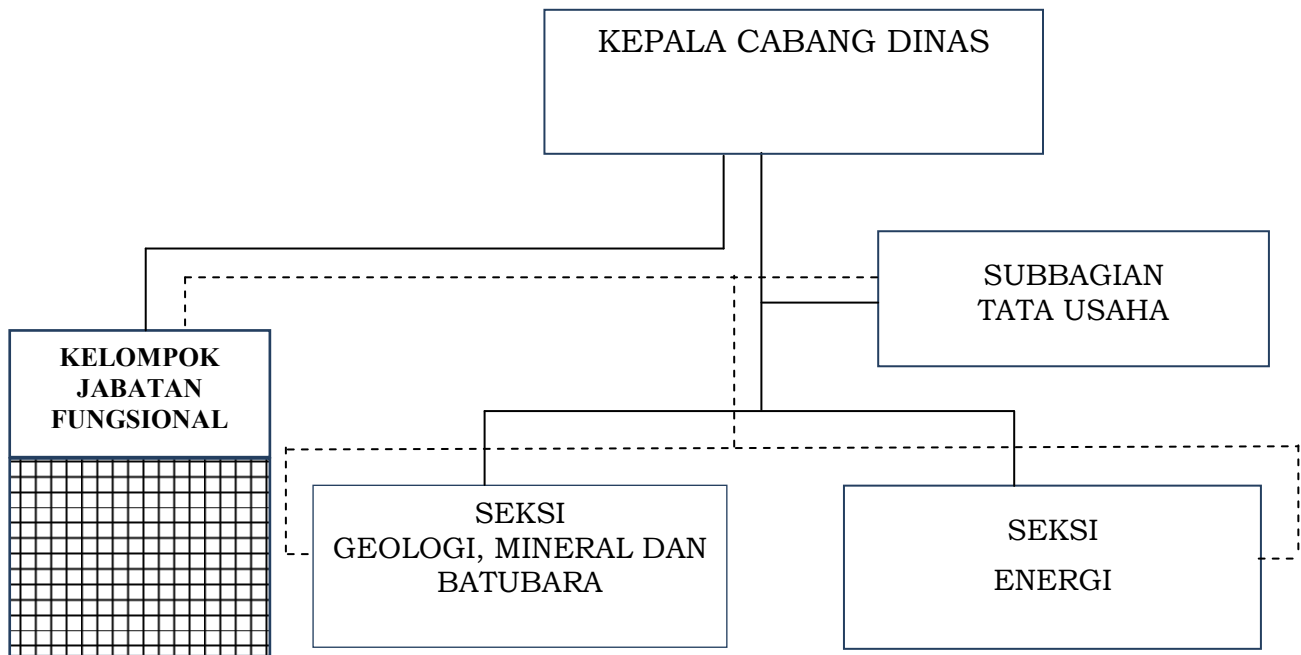 KEPALA CABANG DINAS
SUBBAGIAN
TATA USAHA
KELOMPOK
JABATAN
FUNGSIONAL
SEKSI
GEOLOGI, MINERAL DAN
BATUBARA
SEKSI
ENERGI